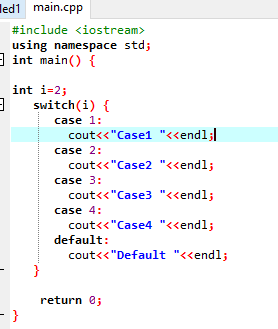 led1 main.cpp
#include <iostream>
using namespace std;
int main() {
int i=2;
switch(i) {
case 1:
cout<<"Case1 "<<endl;
case 2:
cout<<"Case2 "<<endl;
case 3:
cout<<"Case3 "<<endl;
case 4:
cout<<"Case4 "<<endl;
default:
cout<<"Default "<<endl;
}
return 0;
}